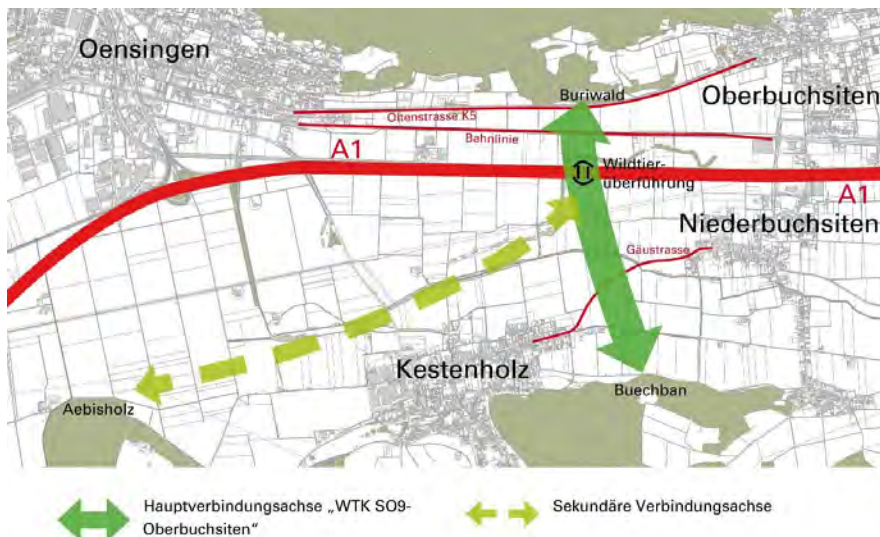 Oensingen
Oberbuchsiten
Buriwald
Oltenstrasse K5
Bahnlinie
A1
Wildtier-
überführung
A1
Niederbuchsiten
Gäustrasse
Kestenholz
Buechban
Aebisholz
Hauptverbindungsachse „WTK SO9-
Oberbuchsiten“
Sekundäre Verbindungsachse